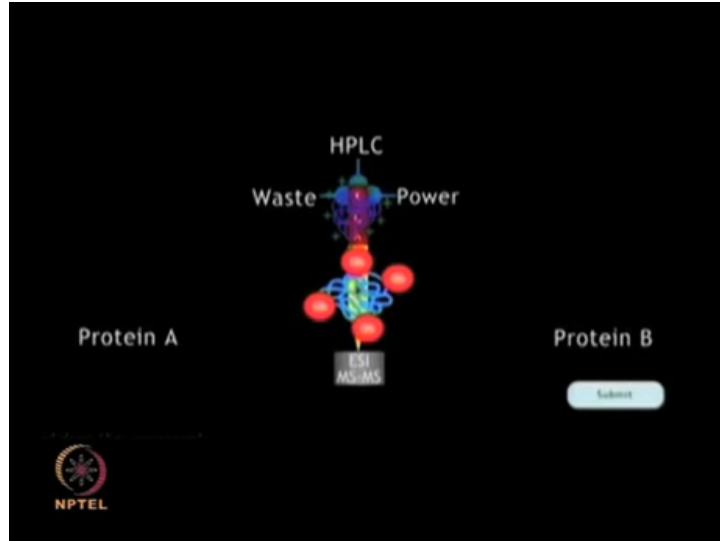 HPLC
Waste Power
Protein A
Protein B
ESI
MS-MS
Submit
NPTEL